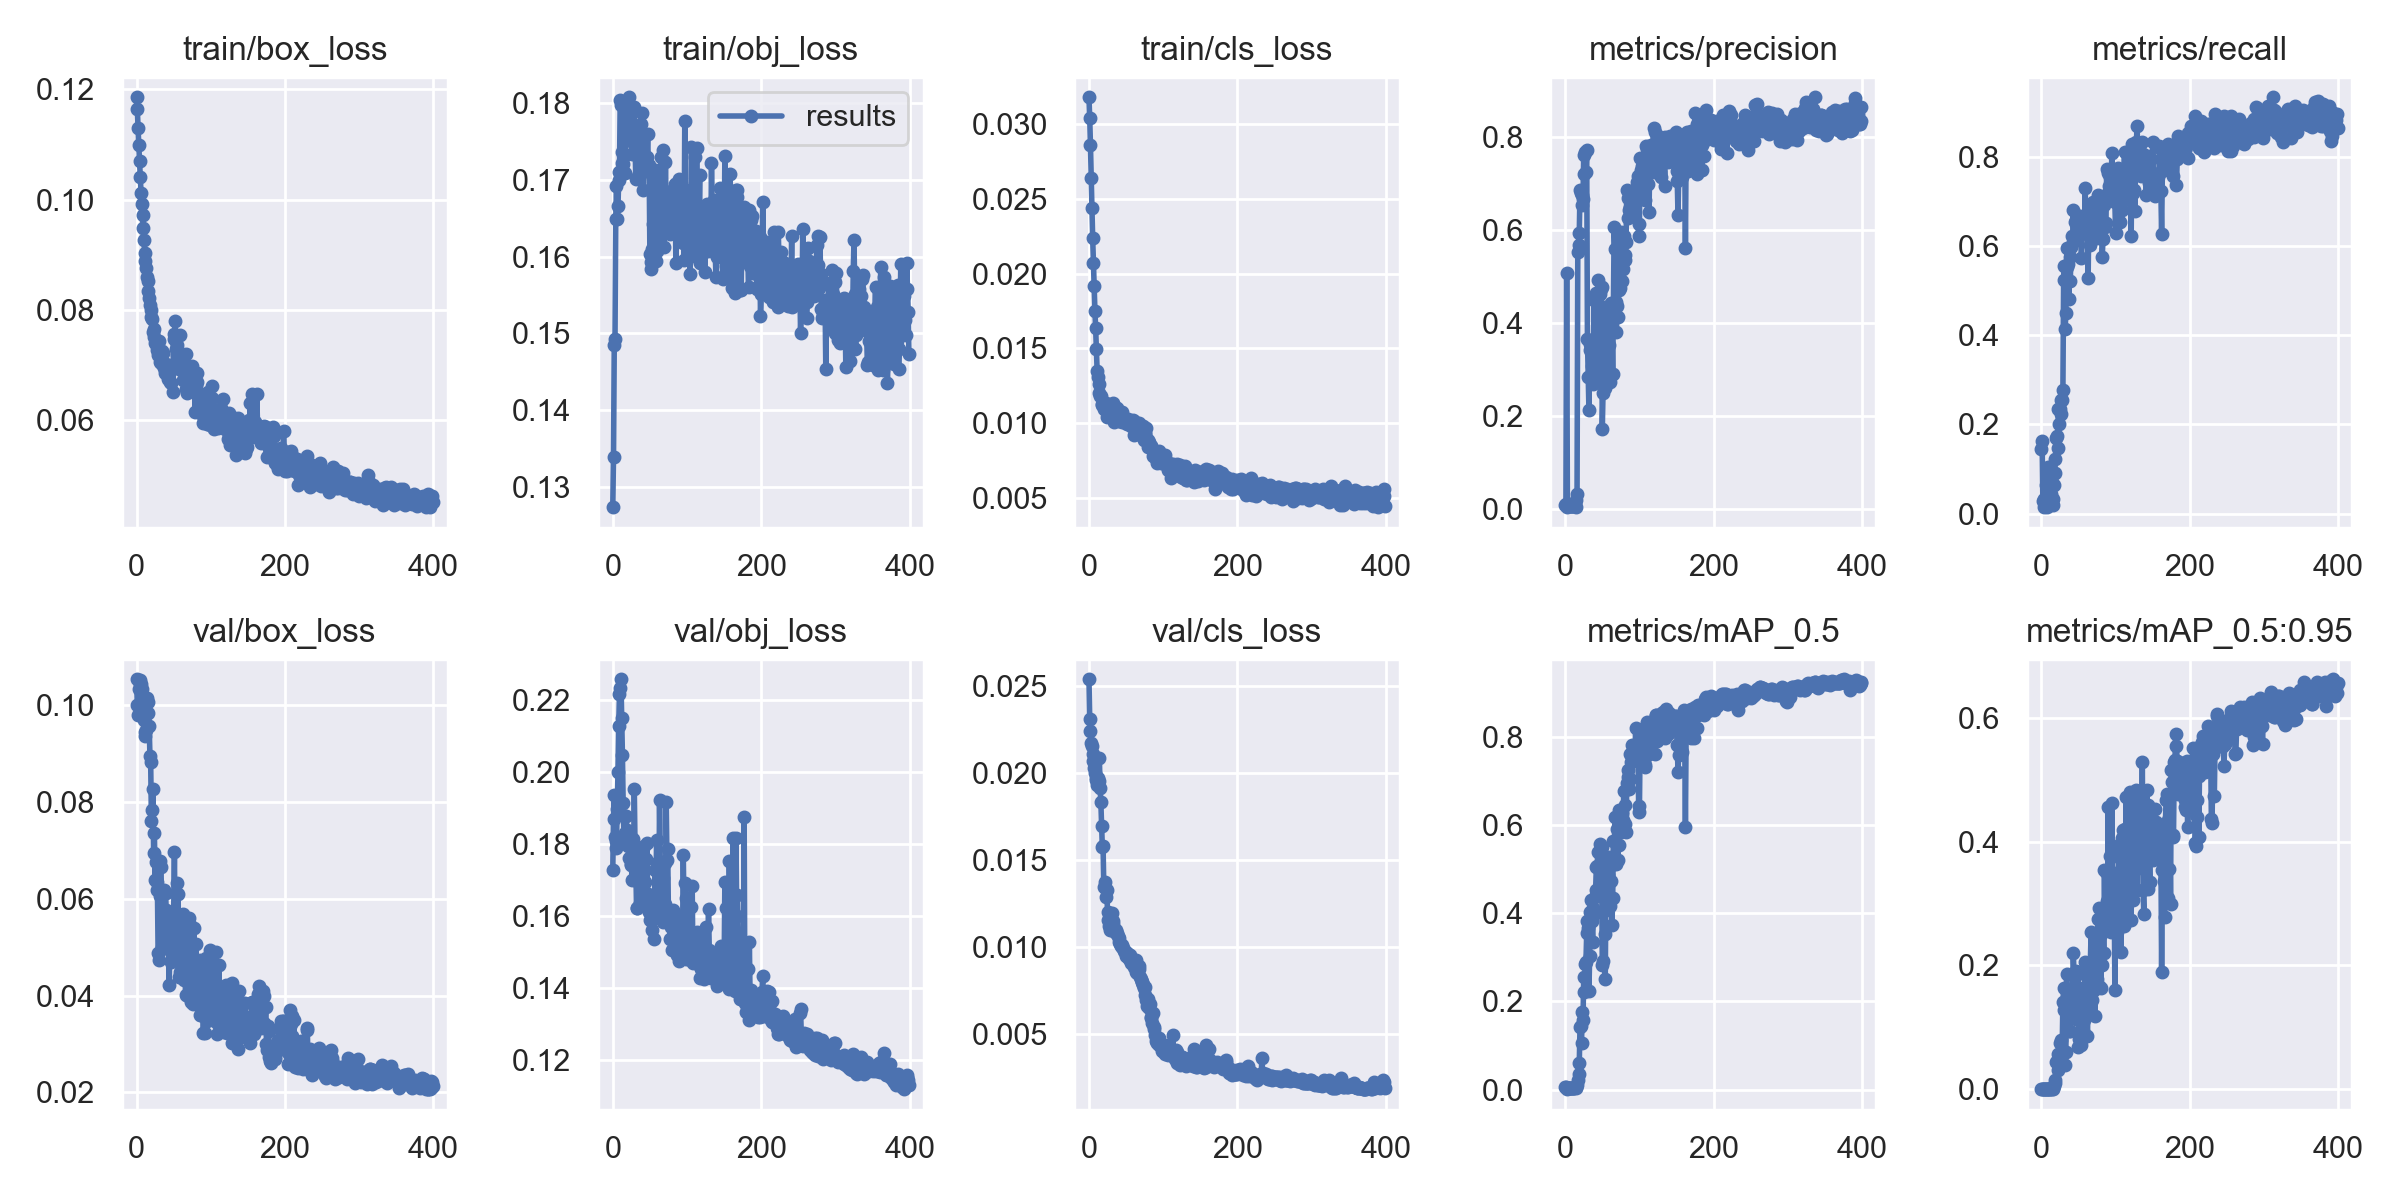 train/box_loss
train/obj_loss
train/cls_loss
metrics/precision
metrics/recall
0.12
0.10
0.08
0.06
0 200 400
0.18
0.17
0.16
0.15
0.14
0.13
results
0 200 400
0.030
0.025
0.020
0.015
0.010
0.005
0 200 400
0.8
0.6
0.4
0.2
0.0
0 200 400
0.8
0.6
0.4
0.2
0.0
0 200 400
val/box_loss
val/obj_loss
val/cls_loss
metrics/mAP_0.5
metrics/mAP_0.5:0.95
0.10
0.08
0.06
0.04
0.02
0 200 400
0.22
0.20
0.18
0.16
0.14
0.12
0 200 400
0.025
0.020
0.015
0.010
0.005
0 200 400
0.8
0.6
0.4
0.2
0.0
0 200 400
0.6
0.4
0.2
0.0
0 200 400